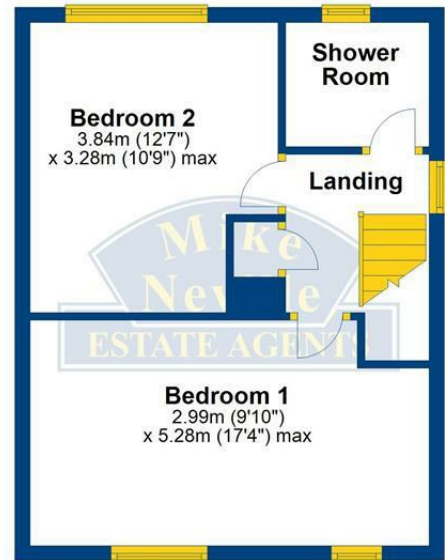 Shower
Room
Bedroom 2
3.84m (12'7")
x 3.28m (10'9") max
Landing
Mike
Neville
ESTATE AGENTS
Bedroom 1
2.99m (9'10")
x 5.28m (17'4") max